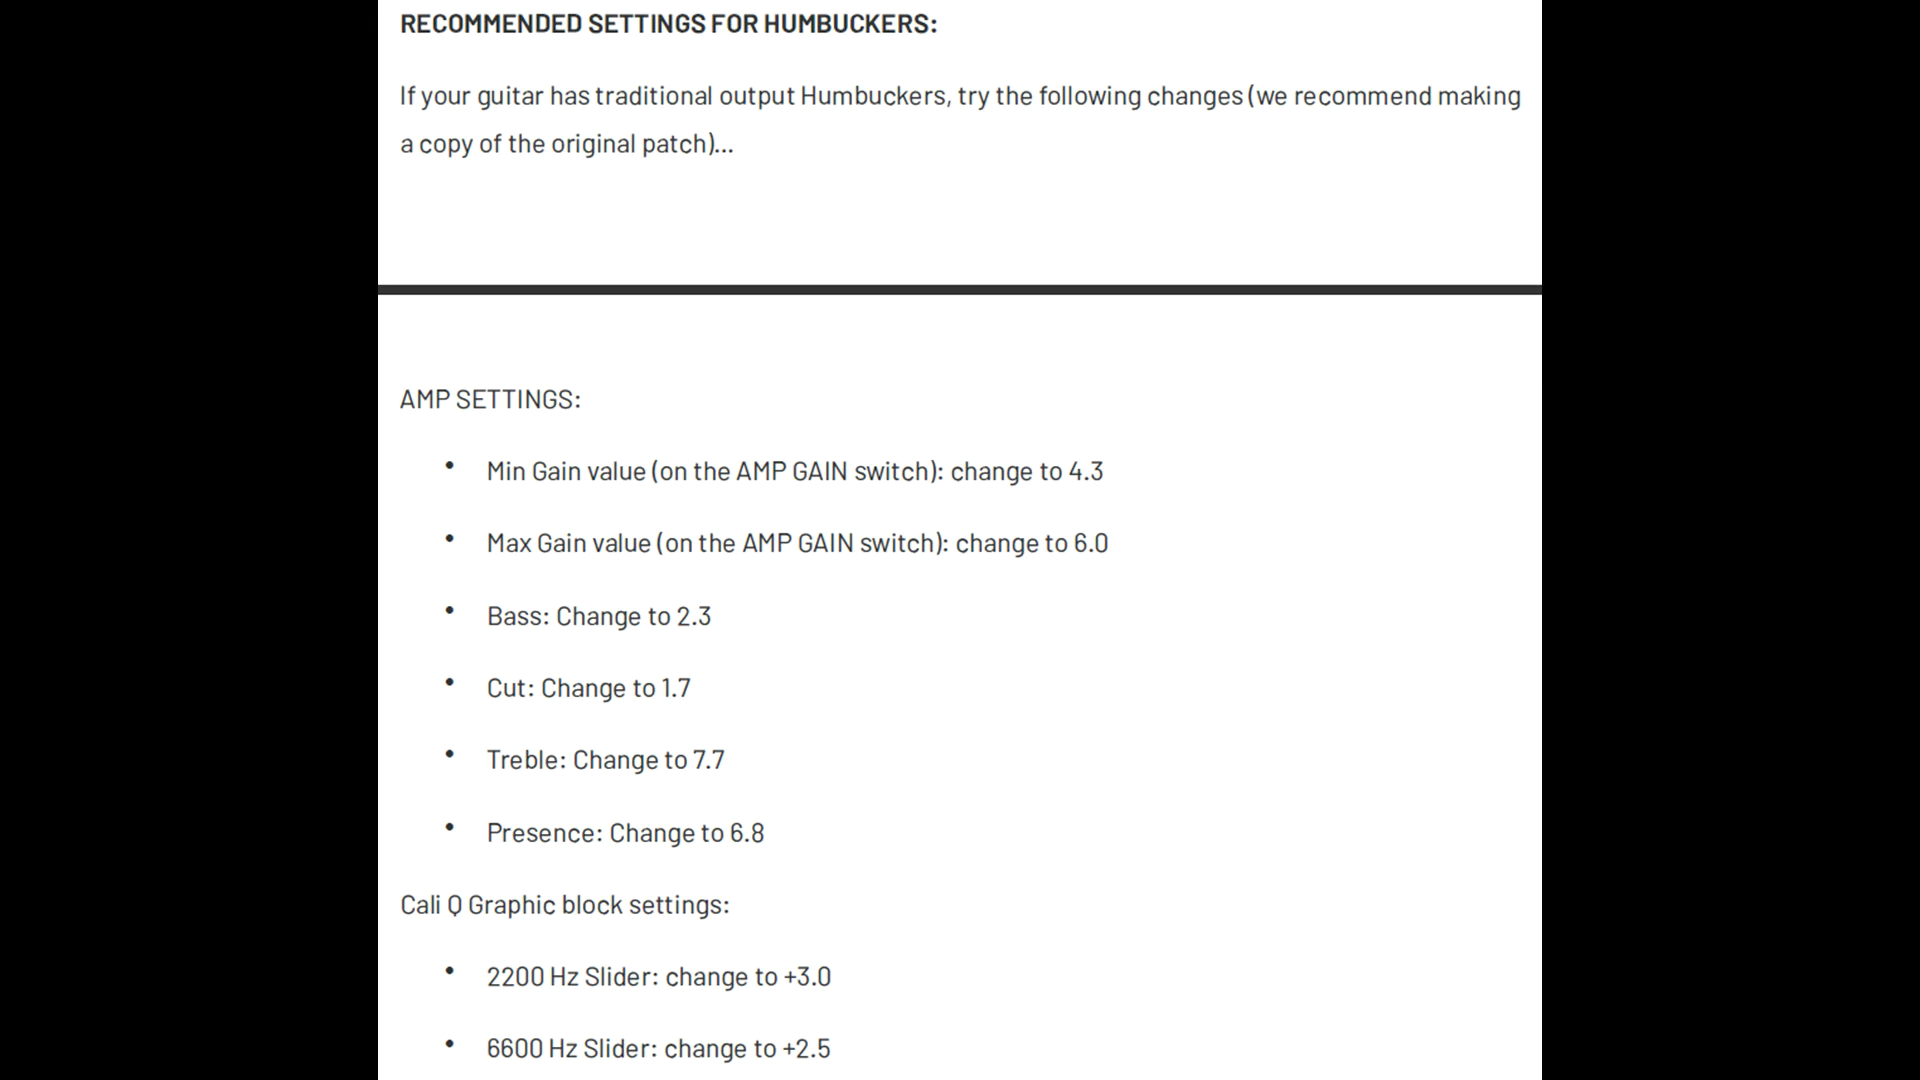 RECOMMENDED SETTINGS FOR HUMBUCKERS:
If your guitar has traditional output Humbuckers, try the following changes (we recommend making
a copy of the original patch)...
AMP SETTINGS:
• Min Gain value (on the AMP GAIN switch): change to 4.3
• Max Gain value (on the AMP GAIN switch): change to 6.0
• Bass: Change to 2.3
• Cut: Change to 1.7
• Treble: Change to 7.7
• Presence: Change to 6.8
Cali Q Graphic block settings:
• 2200 Hz Slider: change to +3.0
• 6600 Hz Slider: change to +2.5